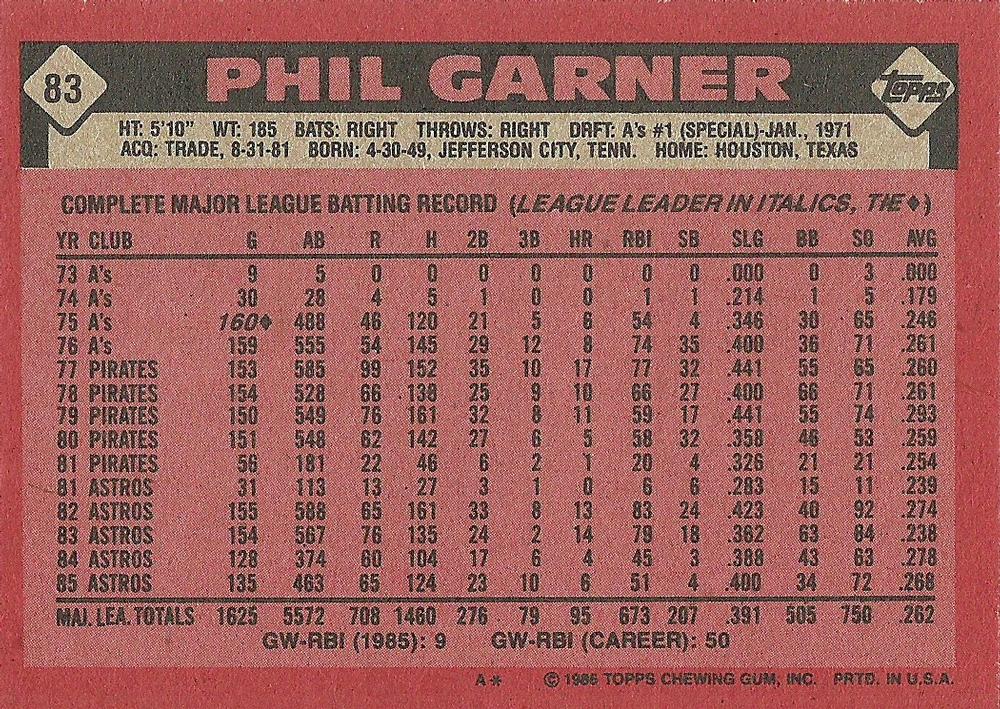 83 PHIL GARNER Topps
HT: 5'10" WT: 185 BATS: RIGHT THROWS: RIGHT DRFT: A's #1 (SPECIAL)-JAN., 1971
ACQ: TRADE, 8-31-81 BORN: 4-30-49, JEFFERSON CITY, TENN. HOME: HOUSTON, TEXAS
COMPLETE MAJOR LEAGUE BATTING RECORD (LEAGUE LEADER IN ITALICS, TIE ♦)
YR CLUB G AB R H 2B 3B HR RBI SB SLG BB SO AVG
73 A's 9 5 0 0 0 0 0 0 0 .000 0 3 .000
74 A's 30 28 4 5 1 0 0 1 1 .214 1 5 .179
75 A's 160♦ 488 46 120 21 5 6 54 4 .346 30 65 .246
76 A's 159 555 54 145 29 12 8 74 35 .400 36 71 .261
77 PIRATES 153 585 99 152 35 10 17 77 32 .441 55 65 .260
78 PIRATES 154 528 66 138 25 9 10 66 27 .400 66 71 .261
79 PIRATES 150 549 76 161 32 8 11 59 17 .441 55 74 .293
80 PIRATES 151 548 62 142 27 6 5 58 32 .358 46 53 .259
81 PIRATES 56 181 22 46 6 2 1 20 4 .326 21 21 .254
81 ASTROS 31 113 13 27 3 1 0 6 6 .283 15 11 .239
82 ASTROS 155 588 65 161 33 8 13 83 24 .423 40 92 .274
83 ASTROS 154 567 76 135 24 2 14 79 18 .362 63 84 .238
84 ASTROS 128 374 60 104 17 6 4 45 3 .388 43 63 .278
85 ASTROS 135 463 65 124 23 10 6 51 4 .400 34 72 .268
MAJ. LEA. TOTALS 1625 5572 708 1460 276 79 95 673 207 .391 505 750 .262
GW-RBI (1985): 9 GW-RBI (CAREER): 50
A* © 1986 TOPPS CHEWING GUM, INC. PRTD. IN U.S.A.